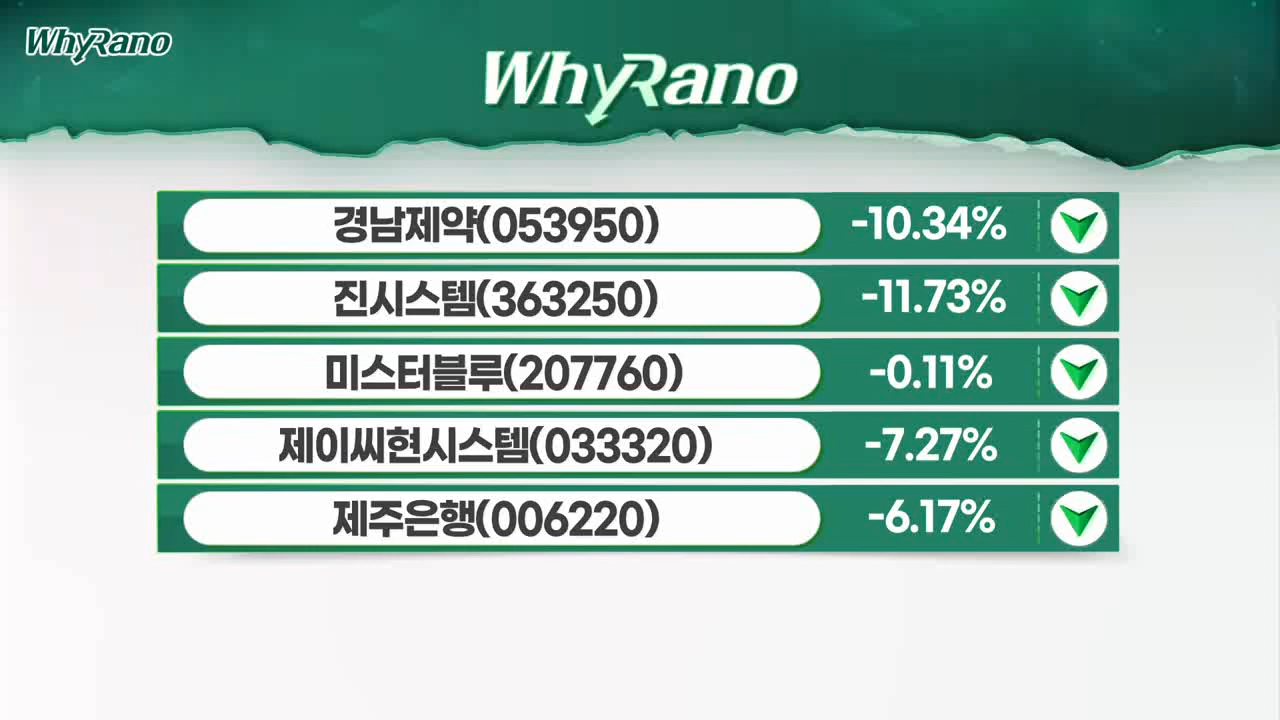 WhyRano
WhyRano
경남제약(053950) -10.34%
진시스템(363250) -11.73%
미스터블루(207760) -0.11%
제이씨현시스템(033320) -7.27%
제주은행(006220) -6.17%